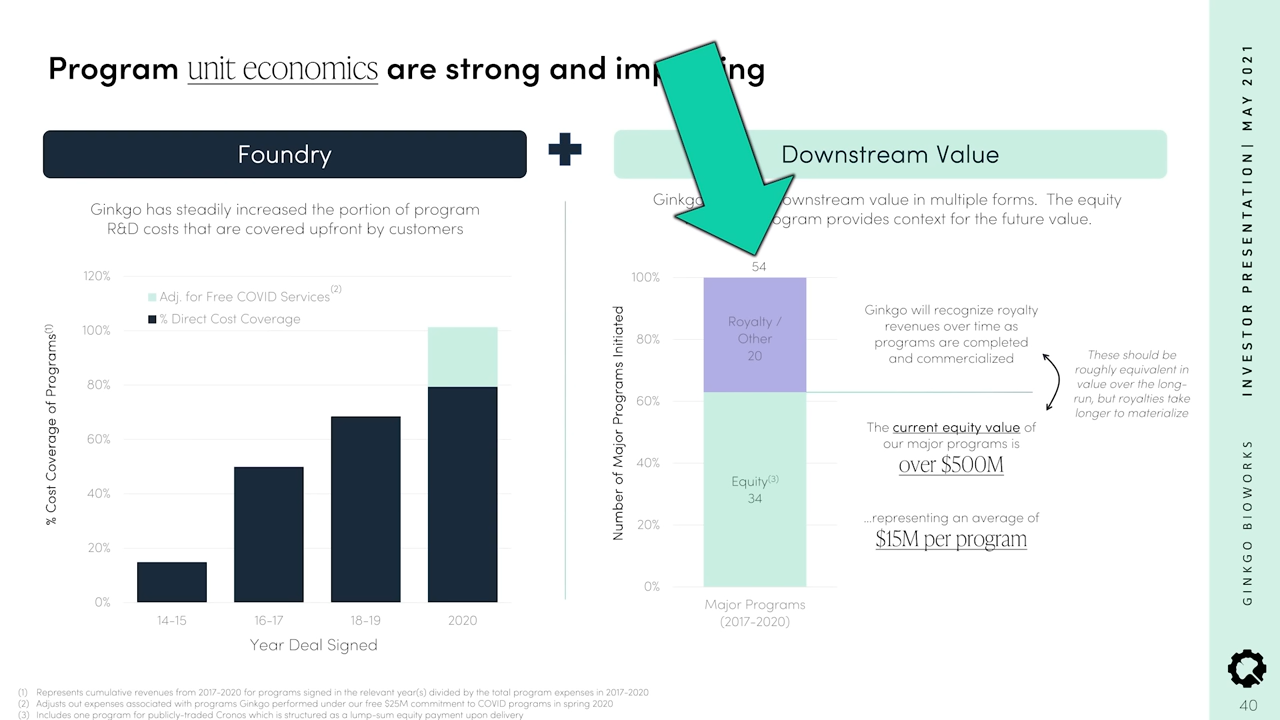 Program unit economics are strong and
Foundry
Downstream Value
Ginkgo has steadily increased the portion of program
R&D costs that are covered upfront by customers
120%
100%
80%
60%
40%
20%
0%
Adj. for Free COVID Services(2)
% Direct Cost Coverage
% Cost Coverage of Programs(1)
14-15
16-17
18-19
2020
Year Deal Signed
downstream value in multiple forms. The equity
provides context for the future value.
54
100%
80%
60%
40%
20%
0%
Number of Major Programs Initiated
Royalty /
Other
20
Equity(3)
34
Major Programs
(2017-2020)
Ginkgo will recognize royalty
revenues over time as
programs are completed
and commercialized
These should be
roughly equivalent in
value over the long-
run, but royalties take
longer to materialize
The current equity value of
our major programs is
over $500M
...representing an average of
$15M per program
(1) Represents cumulative revenues from 2017-2020 for programs signed in the relevant year(s) divided by the total program expenses in 2017-2020
(2) Adjusts out expenses associated with programs Ginkgo performed under our free $25M commitment to COVID programs in spring 2020
(3) Includes one program for publicly-traded Cronos which is structured as a lump-sum equity payment upon delivery
GINKGO BIOWORKS INVESTOR PRESENTATION| MAY 2021
40